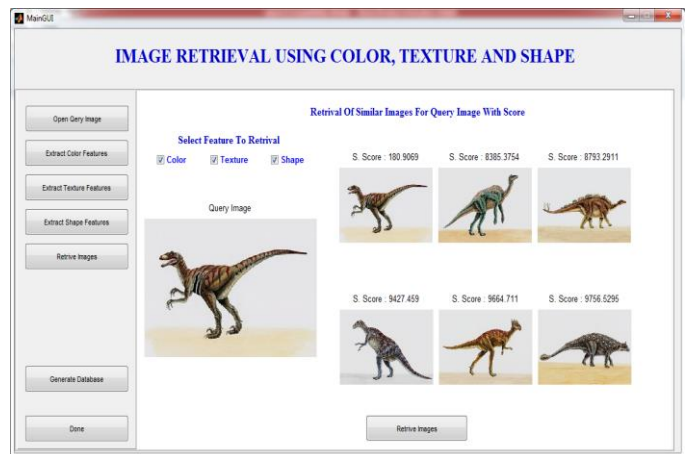 MainGUI
IMAGE RETRIEVAL USING COLOR, TEXTURE AND SHAPE
Open Qery Image
Extract Color Features
Extract Texture Features
Extract Shape Features
Retrive Images
Generate Database
Done
Retrival Of Similar Images For Query Image With Score
Select Feature To Retrival
Color Texture Shape
Query Image
S. Score : 180.9069 S. Score : 8385.3754 S. Score : 8793.2911
S. Score : 9427.459 S. Score : 9664.711 S. Score : 9756.5295
Retrive Images